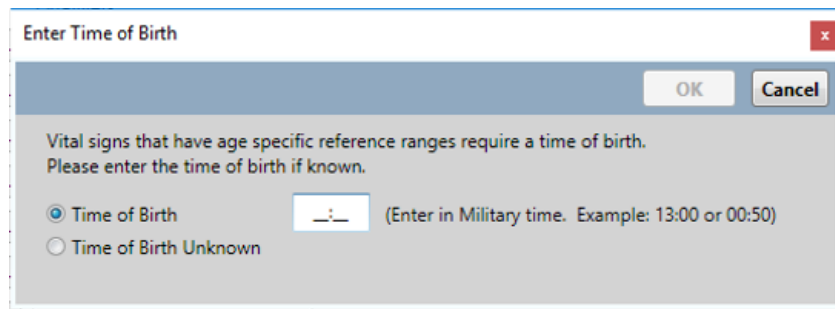 Enter Time of Birth
x
OK
Cancel
Vital signs that have age specific reference ranges require a time of birth.
Please enter the time of birth if known.
Time of Birth __:__ (Enter in Military time. Example: 13:00 or 00:50)
Time of Birth Unknown